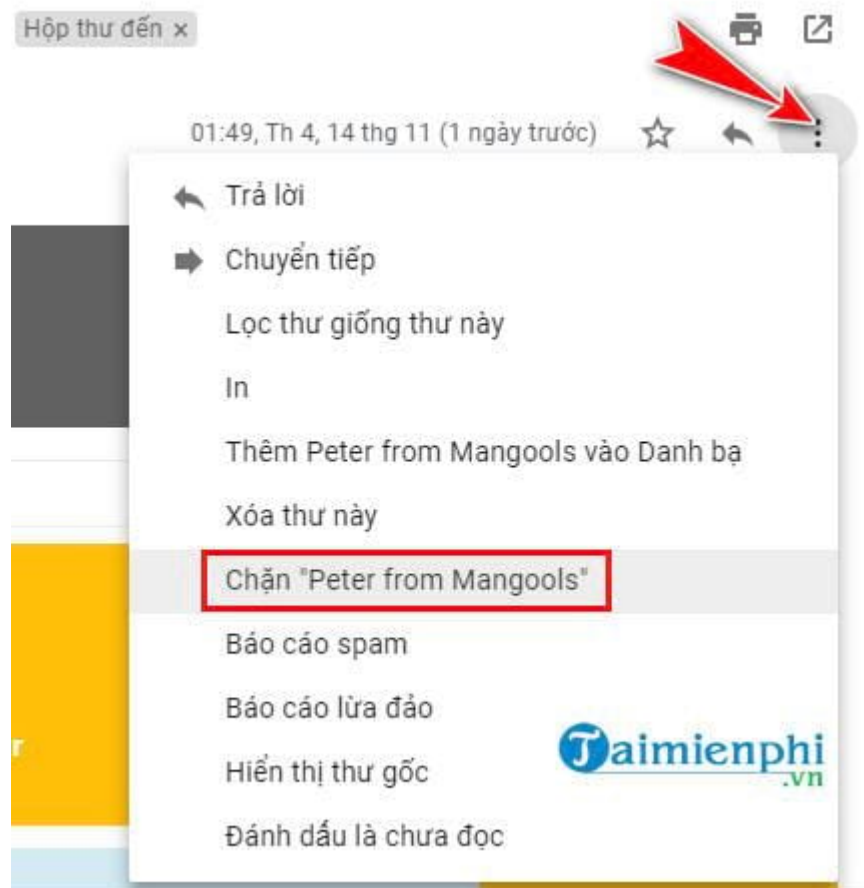 Hộp thư đến x
01:49, Th 4, 14 thg 11 (1 ngày trước)
Trả lời
Chuyển tiếp
Lọc thư giống thư này
In
Thêm Peter from Mangools vào Danh bạ
Xóa thư này
Chặn "Peter from Mangools"
Báo cáo spam
Báo cáo lừa đảo
r
Taimienphi
.vn
Hiển thị thư gốc
Đánh dấu là chưa đọc